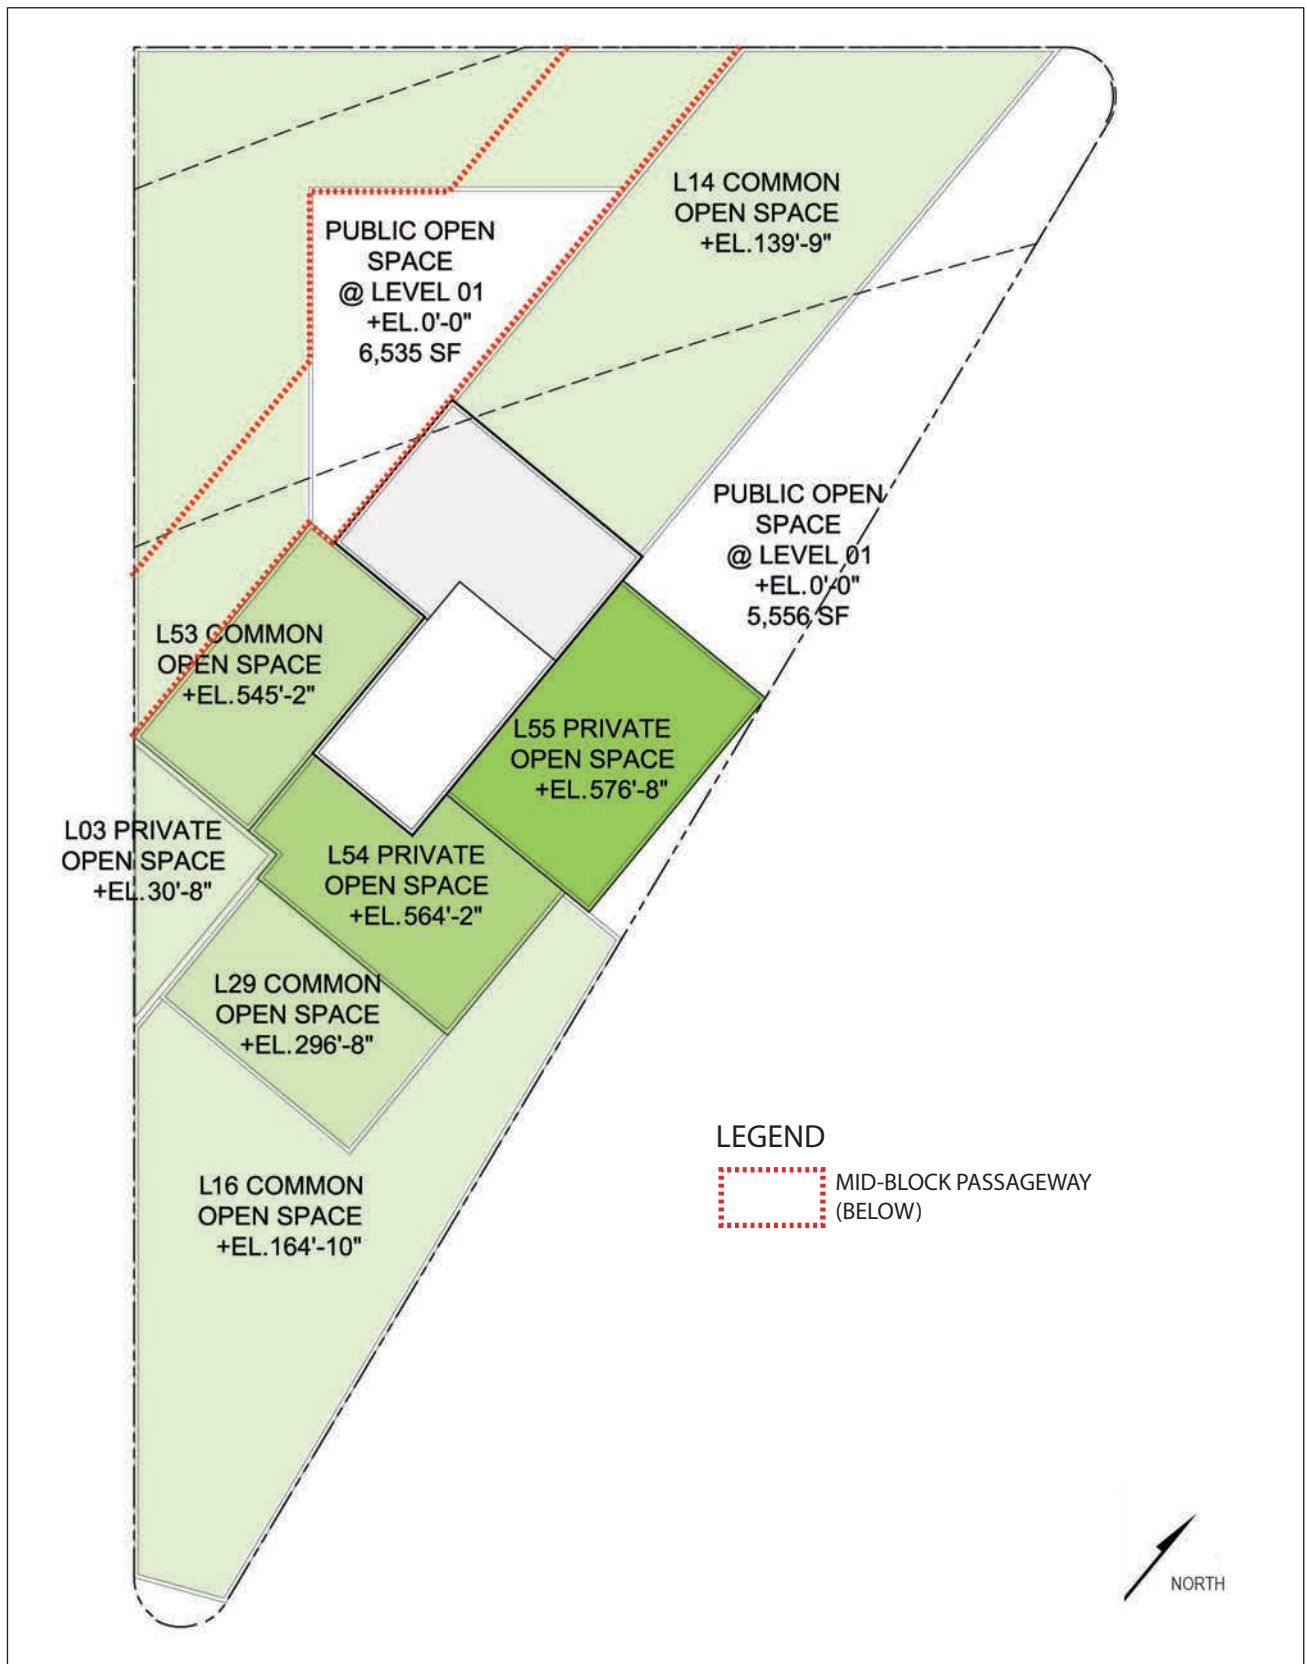 L14 COMMON
OPEN SPACE
+EL.139'-9"
PUBLIC OPEN
SPACE
@ LEVEL 01
+EL.0'-0"
6,535 SF
PUBLIC OPEN
SPACE
@ LEVEL 01
+EL.0'-0"
5,556 SF
L53 COMMON
OPEN SPACE
+EL.545'-2"
L55 PRIVATE
OPEN SPACE
+EL.576'-8"
L03 PRIVATE
OPEN SPACE
+EL.30'-8"
L54 PRIVATE
OPEN SPACE
+EL.564'-2"
L29 COMMON
OPEN SPACE
+EL.296'-8"
L16 COMMON
OPEN SPACE
+EL.164'-10"
LEGEND
MID-BLOCK PASSAGEWAY
(BELOW)
NORTH